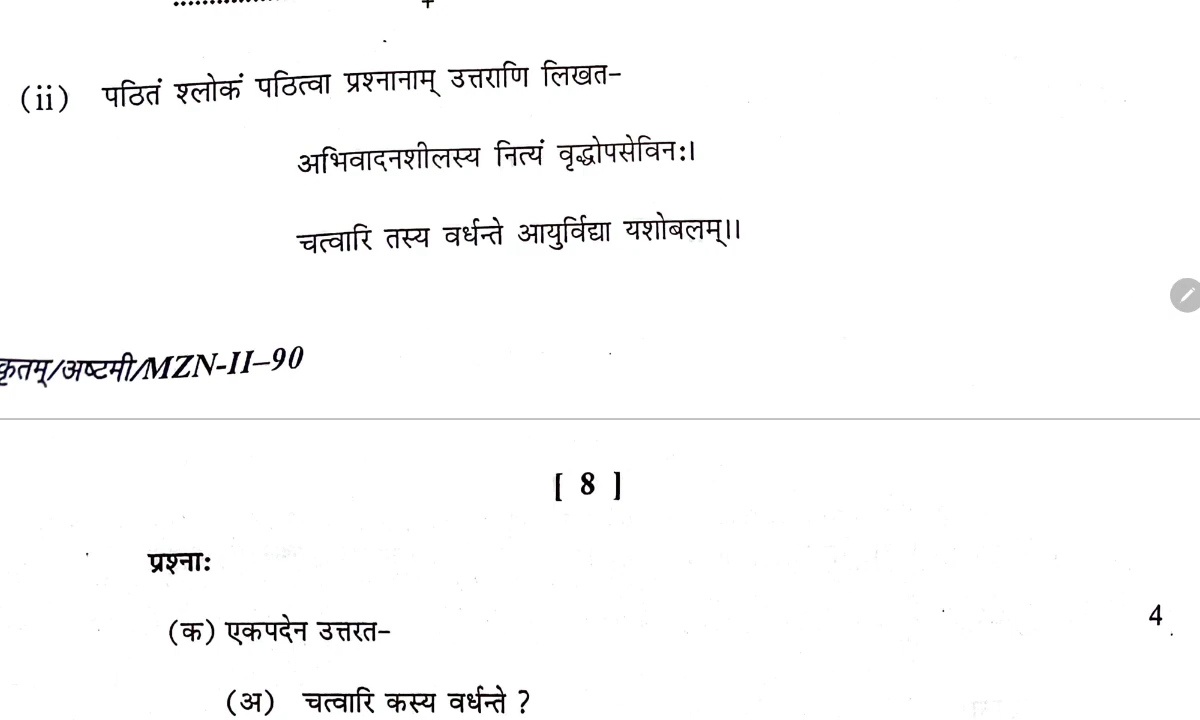 (ii) पठितं श्लोकं पठित्वा प्रश्नानाम् उत्तराणि लिखत-
अभिवादनशीलस्य नित्यं वृद्धोपसेविनः।
चत्वारि तस्य वर्धन्ते आयुर्विद्या यशोबलम्।।
कृतम्/अष्टमी/MZN-II-90
[ 8 ]
प्रश्नाः
(क) एकपदेन उत्तरत-
4
(अ) चत्वारि कस्य वर्धन्ते ?